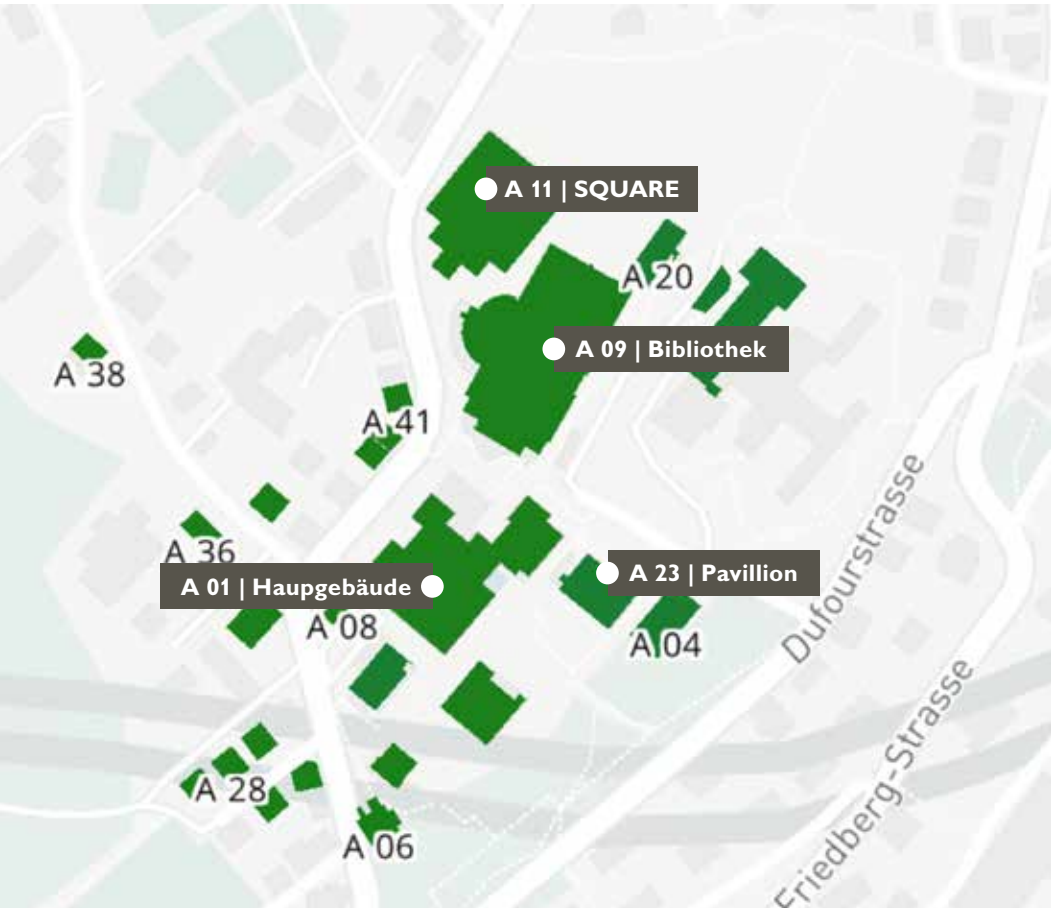 A 11 | SQUARE
A 20
A 09 | Bibliothek
A 38
A 41
A 36
A 01 | Haupgebäude
A 23 | Pavillion
A 08
A 04
Dufourstrasse
A 28
A 06
Friedberg-Strasse